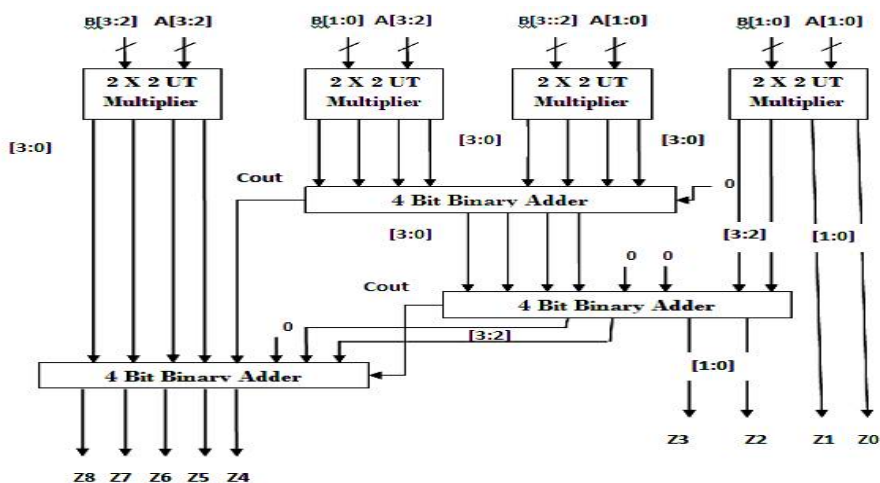 B[3:2] A[3:2]
B[1:0] A[3:2]
B[3::2] A[1:0]
B[1:0] A[1:0]
2 X 2 UT
Multiplier
2 X 2 UT
Multiplier
2 X 2 UT
Multiplier
2 X 2 UT
Multiplier
[3:0]
[3:0]
[3:0]
Cout
0
4 Bit Binary Adder
[3:0]
[3:2]
[1:0]
0 0
Cout
4 Bit Binary Adder
0
[3:2]
4 Bit Binary Adder
[1:0]
Z3 Z2 Z1 Z0
Z8 Z7 Z6 Z5 Z4